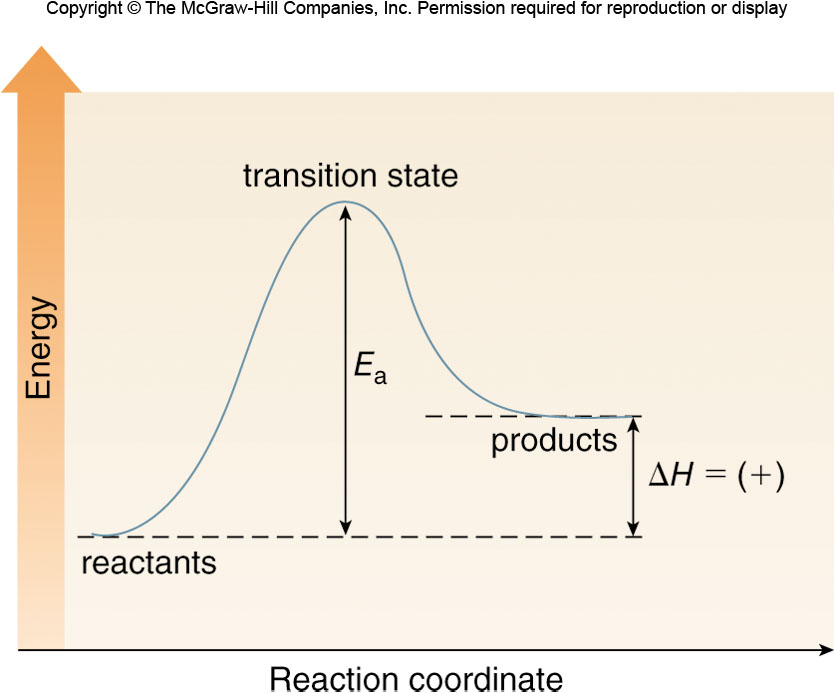 Copyright © The McGraw-Hill Companies, Inc. Permission required for reproduction or display
transition state
Energy
Ea
products
ΔH = (+)
reactants
Reaction coordinate